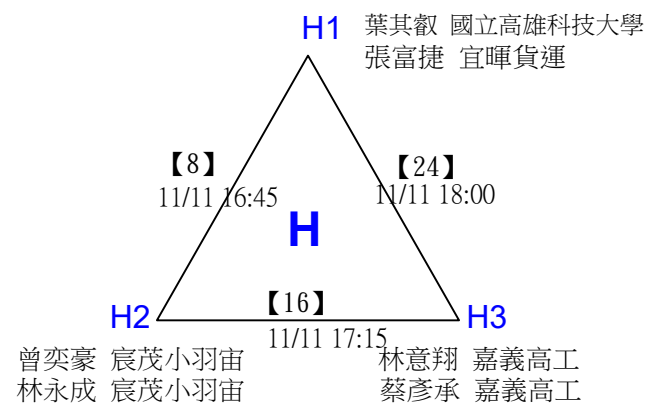 H1 葉其叡 國立高雄科技大學
張富捷 宜暉貨運
【8】 【24】
11/11 16:45 11/11 18:00
H
【16】
H2 H3
11/11 17:15
曾奕豪 宸茂小羽宙 林意翔 嘉義高工
林永成 宸茂小羽宙 蔡彥承 嘉義高工